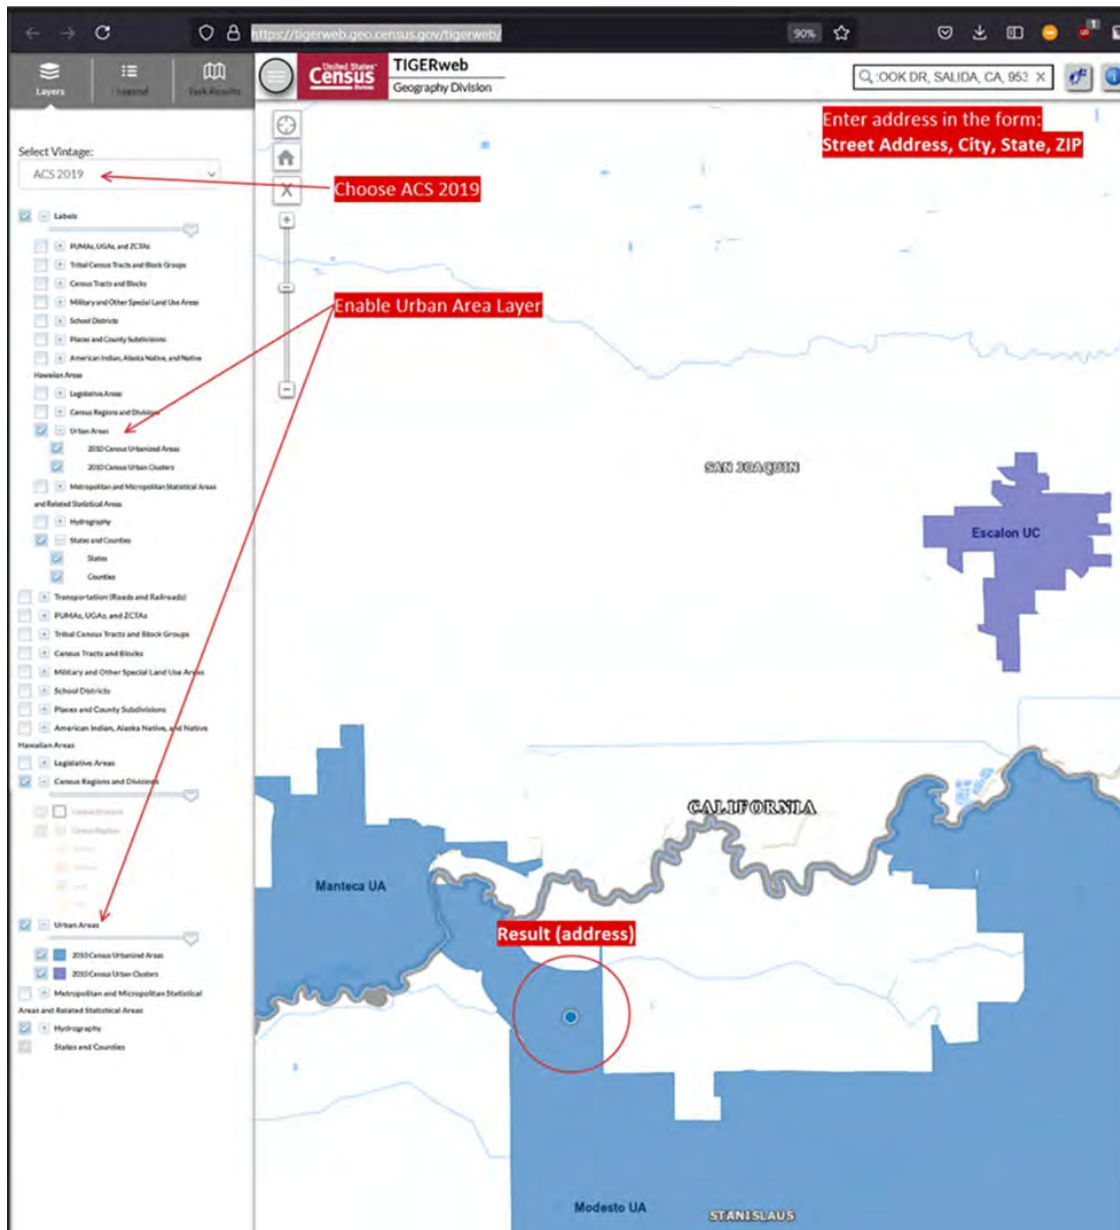 https://tigerweb.geo.census.gov/tigerweb/
90%
1
Layers
Legend
Task Results
United States
Census
Bureau
TIGERweb
Geography Division
:OOK DR, SALIDA, CA, 953
Enter address in the form:
Street Address, City, State, ZIP
Select Vintage:
ACS 2019
Choose ACS 2019
Labels
PUMAs, UGAs, and ZCTAs
Tribal Census Tracts and Block Groups
Census Tracts and Blocks
Military and Other Special Land Use Areas
School Districts
Places and County Subdivisions
American Indian, Alaska Native, and Native
Hawaiian Areas
Legislative Areas
Census Regions and Divisions
Urban Areas
2010 Census Urbanized Areas
2010 Census Urban Clusters
Metropolitan and Micropolitan Statistical Areas
and Related Statistical Areas
Hydrography
States and Counties
States
Counties
Transportation (Roads and Railroads)
PUMAs, UGAs, and ZCTAs
Tribal Census Tracts and Block Groups
Census Tracts and Blocks
Military and Other Special Land Use Areas
School Districts
Places and County Subdivisions
American Indian, Alaska Native, and Native
Hawaiian Areas
Legislative Areas
Census Regions and Divisions
Census Divisions
Census Regions
Urban Areas
2010 Census Urbanized Areas
2010 Census Urban Clusters
Metropolitan and Micropolitan Statistical
Areas and Related Statistical Areas
Hydrography
States and Counties
Enable Urban Area Layer
SAN JOAQUIN
Escalon UC
CALIFORNIA
Manteca UA
Result (address)
Modesto UA
STANISLAUS